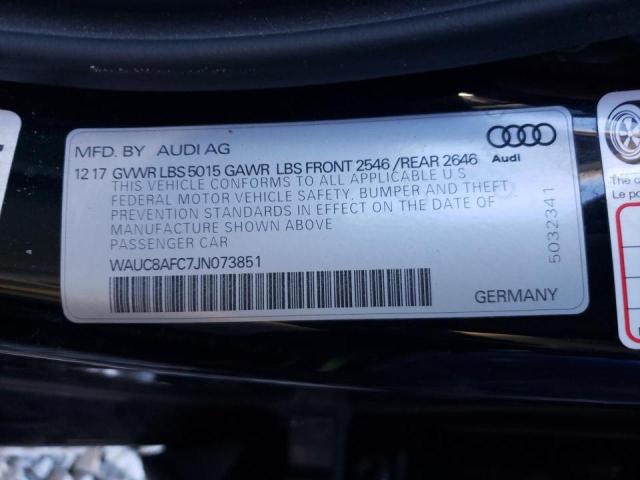 MFD. BY AUDI AG
Audi
12 17 GVWR LBS 5015 GAWR LBS FRONT 2546 /REAR 2646
THIS VEHICLE CONFORMS TO ALL APPLICABLE U S
FEDERAL MOTOR VEHICLE SAFETY, BUMPER AND THEFT
PREVENTION STANDARDS IN EFFECT ON THE DATE OF
MANUFACTURE SHOWN ABOVE
PASSENGER CAR
WAUC8AFC7JN073851
5032341
GERMANY
The
Le